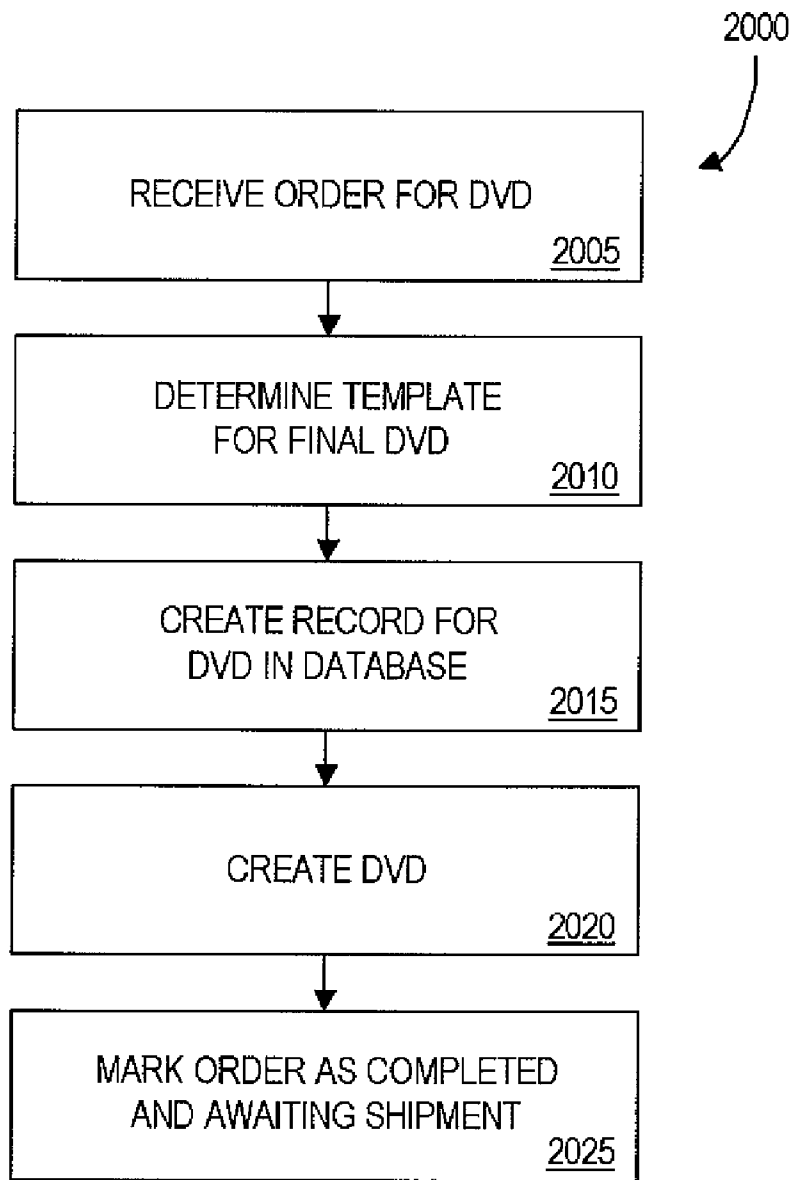 2000
RECEIVE ORDER FOR DVD
2005
DETERMINE TEMPLATE
FOR FINAL DVD
2010
CREATE RECORD FOR
DVD IN DATABASE
2015
CREATE DVD
2020
MARK ORDER AS COMPLETED
AND AWAITING SHIPMENT
2025